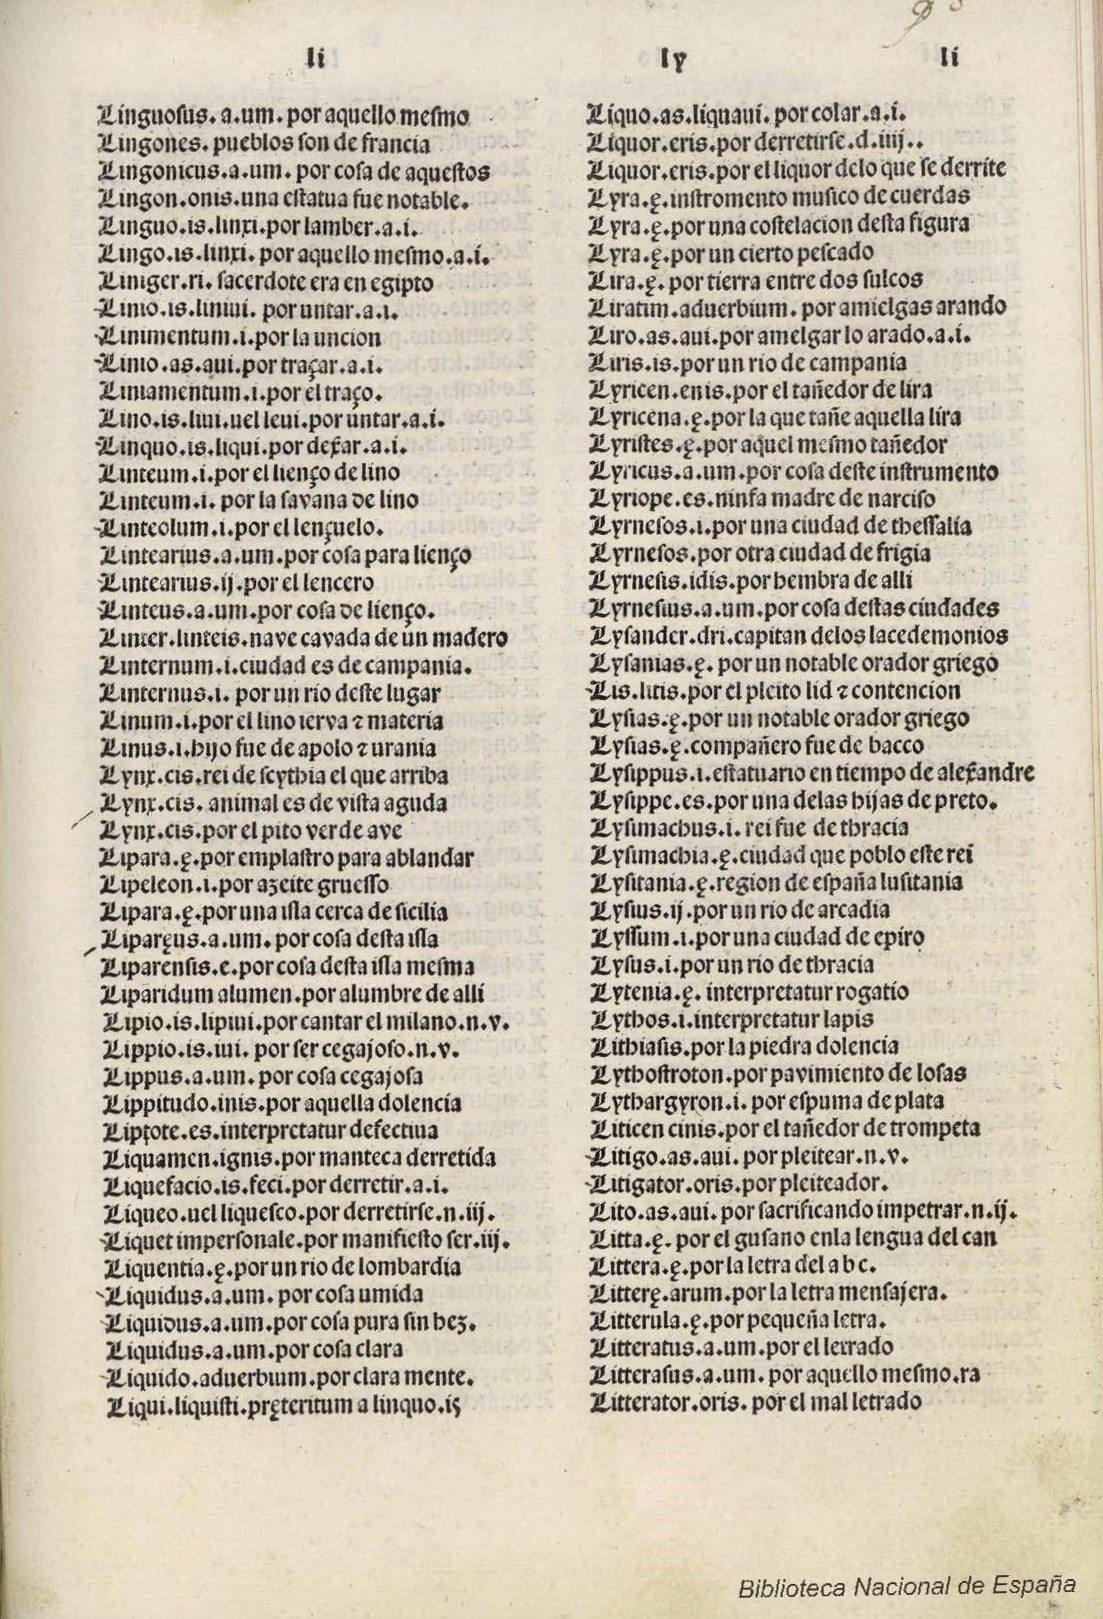 li
ly
li
Linguoſus. a.um. por aquello meſmo
Lingones. pueblos ſon de francia
Lingonicus.a.um. por coſa de aquestos
Lingon.onis.una eſtatua fue notable.
Linguo.is.linxi.por lamber.a.i.
Lingo.is.linxi. por aquello meſmo.a.i.
Liniger.ri. ſacerdote era en egipto
Linio.is.liniui. por untar.a.i.
Linimentum.i.por la uncion
Linio.as.aui.por traçar.a.i.
Liniamentum.i.por el traço.
Lino.is.liui.uel leui.por untar.a.i.
Linquo.is.liqui.por dexar.a.i.
Linteum.i.por el lienço de lino
Linteum.i. por la ſavana de lino
Linteolum.i.por el lençuelo.
Lintearius.a.um.por coſa para lienço
Lintearius.ij.por el lencero
Linteus.a.um.por coſa de lienço.
Linter.linteis.nave cavada de un madero
Linternum.i.ciudad es de campania.
Linternus.i. por un rio deſte lugar
Linum.i.por el lino ierva ⁊ materia
Linus.i.hijo fue de apolo ⁊ urania
Lynx.cis.rei de ſcythia el que arriba
Lynx.cis. animal es de viſta aguda
Lynx.cis.por el pito verde ave
Lipara.ę.por emplaſtro para ablandar
Lipeleon.i.por azeite grueſſo
Lipara.ę.por una iſla cerca de ſicilia
Liparęus.a.um. por coſa deſta iſla
Liparenſis.e.por coſa deſta iſla meſma
Liparidum alumen.por alumbre de alli
Lipio.is.lipiui.por cantar el milano.n.v.
Lippio.is.iui. por ſer cegajoſo.n.v.
Lippus.a.um. por coſa cegajoſa
Lippitudo.inis.por aquella dolencia
Liptote.es.interpretatur defectiua
Liquamen.ignis.por manteca derretida
Liquefacio.is.feci.por derretir.a.i.
Liqueo.uel liqueſco.por derretirſe.n.iij.
Liquet imperſonale.por manifieſto ſer.iij.
Liquentia.ę.por un rio de lombardia
Liquidus.a.um. por coſa umida
Liquidus.a.um.por coſa pura ſin hez.
Liquidus.a.um.por coſa clara
Liquido.aduerbium.por clara mente.
Liqui.liquiſti.pręteritum a linquo.is
Liquo.as.liquaui. por colar.a.i.
Liquor.eris.por derretirſe.d.iiij..
Liquor.eris.por el liquor delo que ſe derrite
Lyra.ę.inſtromento muſico de cuerdas
Lyra.ę.por una coſtelacion deſta figura
Lyra.ę.por un cierto peſcado
Lira.ę. por tierra entre dos ſulcos
Liratim.aduerbium. por amielgas arando
Liro.as.aui.por amelgar lo arado.a.i.
Liris.is.por un rio de campania
Lyricen.enis.por el tañedor de lira
Lyricena.ę.por la que tañe aquella lira
Lyristes.ę.por aquel meſmo tañedor
Lyricus.a.um.por coſa deſte inſtrumento
Lyriope.es.ninfa madre de narciſo
Lyrneſos.i.por una ciudad de theſſalia
Lyrneſos.por otra ciudad de frigia
Lyrneſis.idis.por hembra de alli
Lyrneſius.a.um.por coſa deſtas ciudades
Lyſander.dri.capitan delos lacedemonios
Lyſanias.ę. por un notable orador griego
Lis.litis.por el pleito lid ⁊ contencion
Lyſias.ę.por un notable orador griego
Lyſias.ę.compañero fue de bacco
Lyſippus.i.eſtatuario en tiempo de alexandre
Lyſippe.es.por una delas hijas de preto.
Lyſimachus.i. rei fue de thracia
Lyſimachia.ę.ciudad que poblo eſte rei
Lyſitania.ę.region de eſpaña luſitania
Lyſius.ij.por un rio de arcadia
Lyſſum.i.por una ciudad de epiro
Lyſus.i.por un rio de thracia
Lytenia.ę. interpretatur rogatio
Lythos.i.interpretatur lapis
Lithiaſis.por la piedra dolencia
Lythoſtroton.por pavimiento de loſas
Lythargyron.i. por eſpuma de plata
Liticen cinis.por el tañedor de trompeta
Litigo.as.aui. por pleitear.n.v.
Litigator.oris.por pleiteador.
Lito.as.aui. por ſacrificando impetrar.n.ij.
Litta.ę. por el guſano enla lengua del can
Littera.ę.por la letra del a b c.
Litterę.arum.por la letra menſajera.
Litterula.ę.por pequeña letra.
Litteratus.a.um.por el letrado
Litteraſus.a.um. por aquello meſmo.ra
Litterator.oris. por el mal letrado
Biblioteca Nacional de España